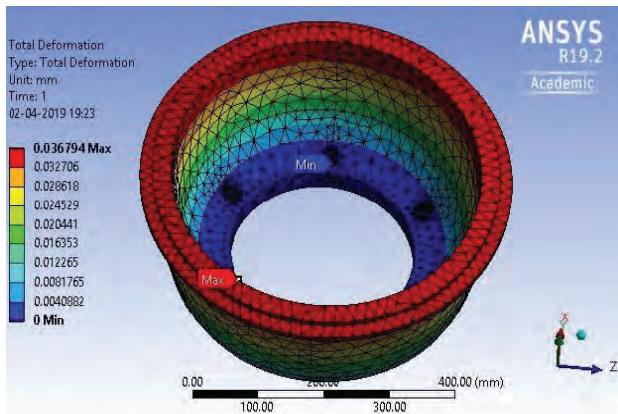 Total Deformation
Type: Total Deformation
Unit: mm
Time: 1
02-04-2019 19:23
0.036794 Max
0.032706
0.028618
0.024529
0.020441
0.016353
0.012265
0.0081765
0.0040882
0 Min
ANSYS
R19.2
Academic
Min
Max
0.00
200.00
400.00 (mm)
100.00
300.00
X
Z